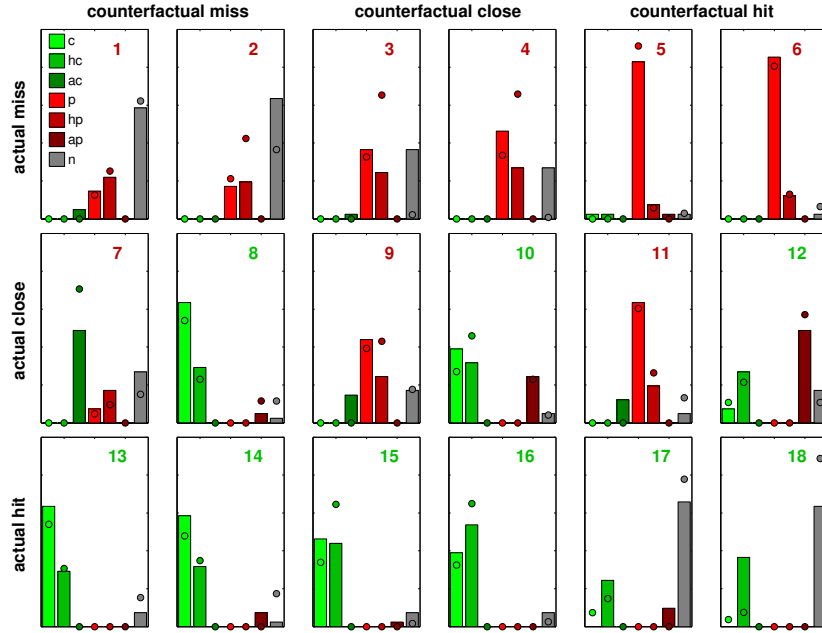 counterfactual miss counterfactual close counterfactual hit
actual miss
c
hc
ac
p
hp
ap
n
1 2 3 4 5 6
actual close
7 8 9 10 11 12
actual hit
13 14 15 16 17 18